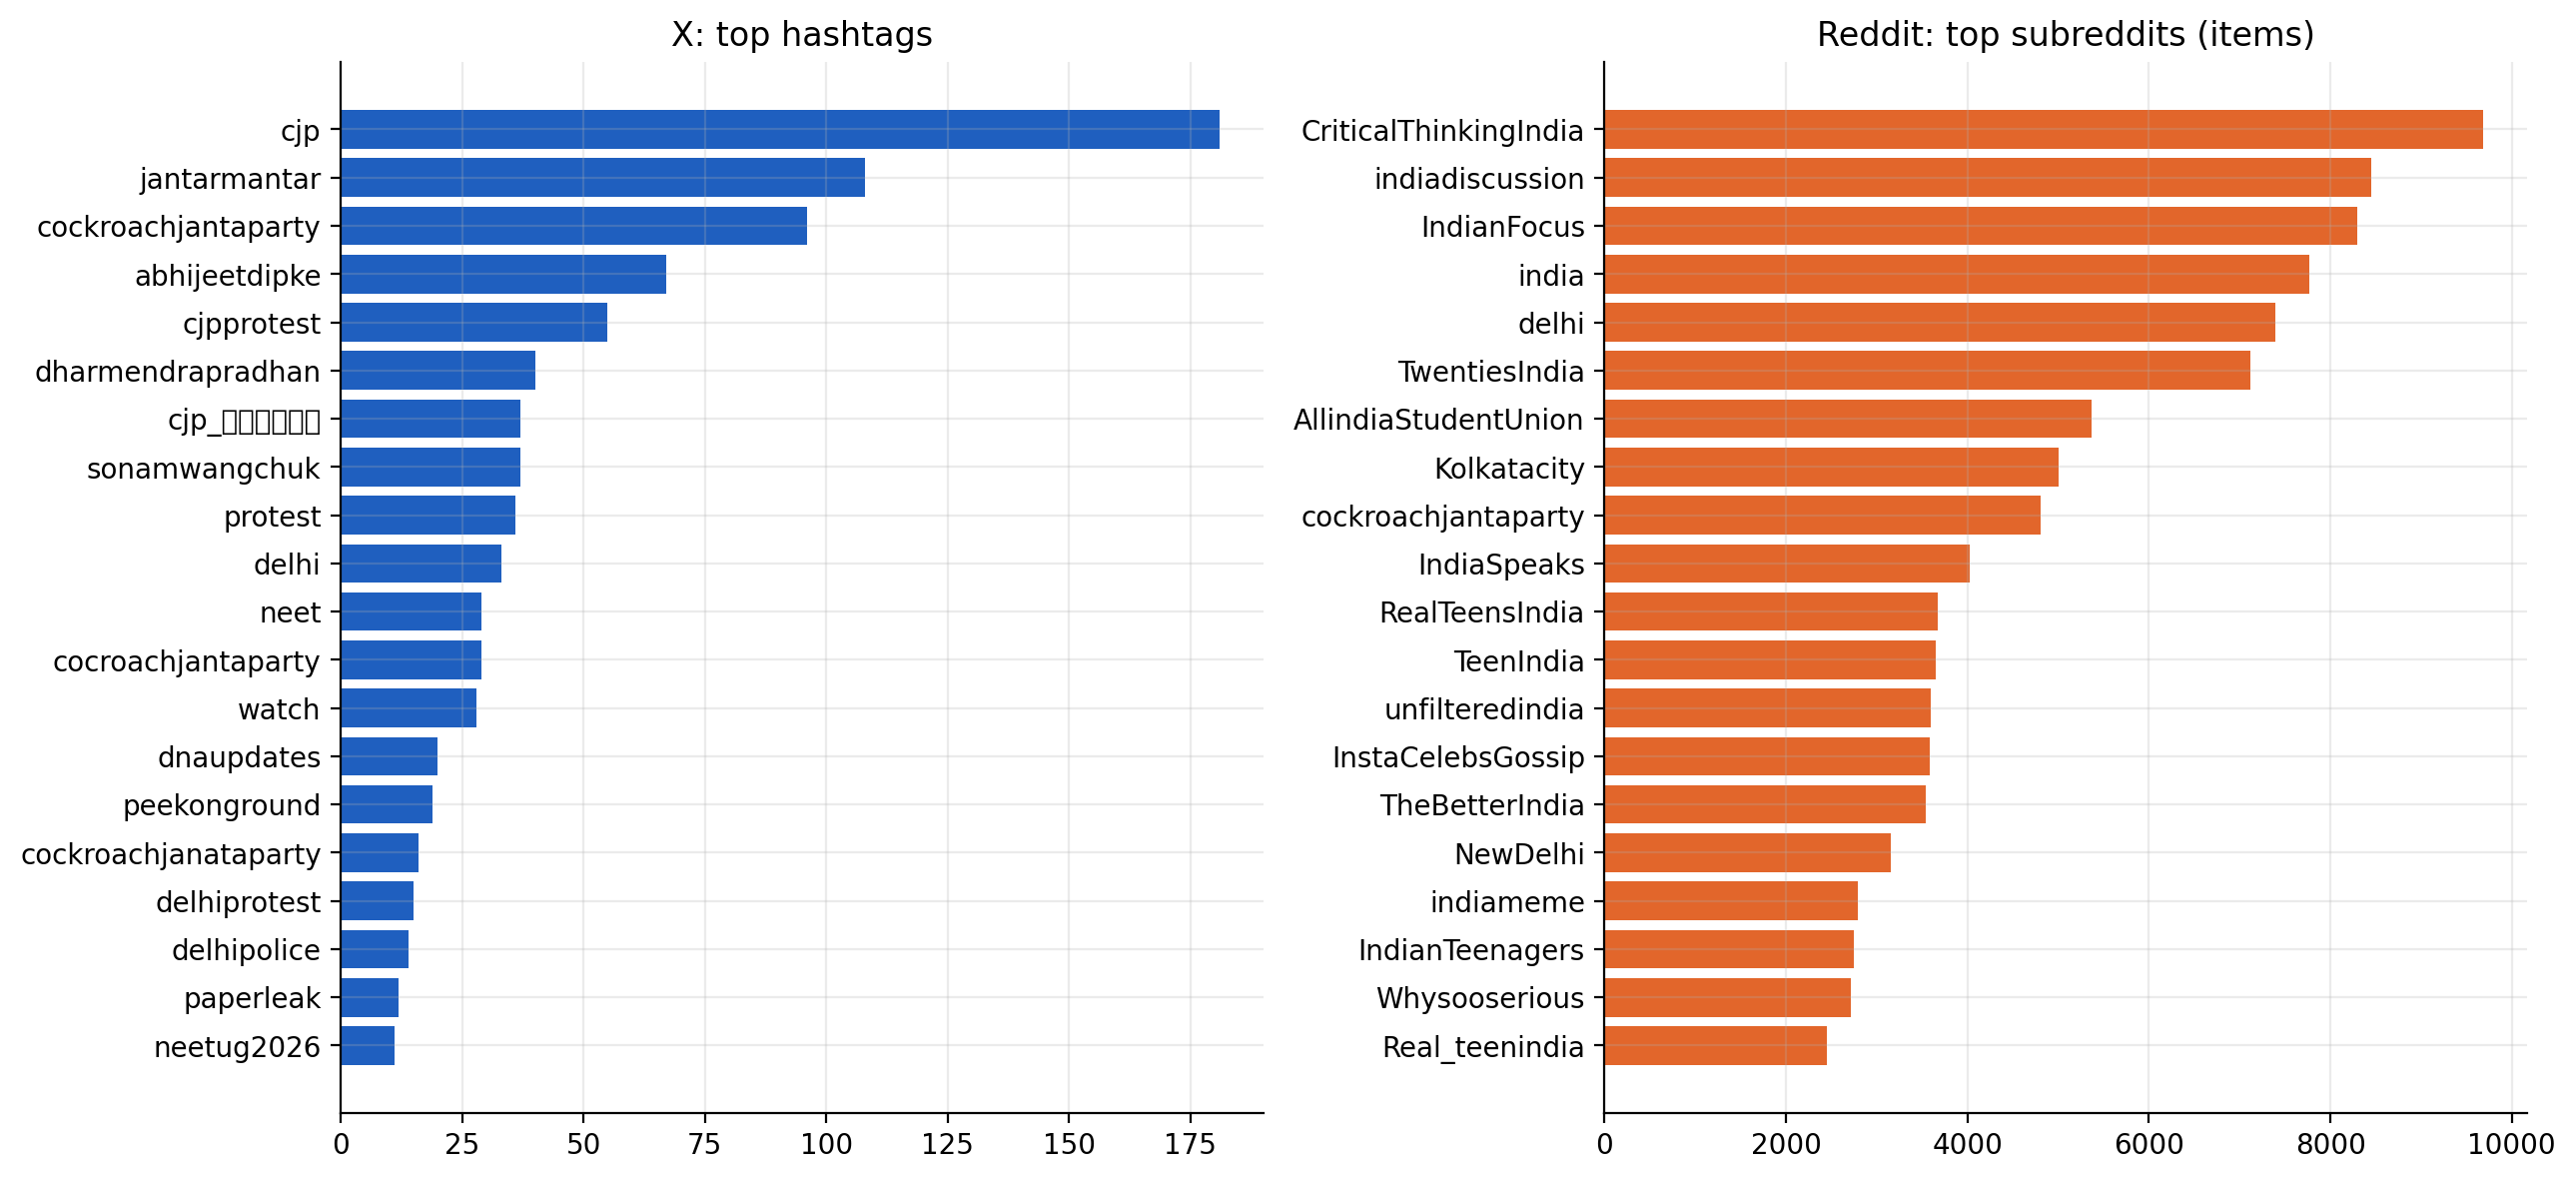 X: top hashtags
cjp
jantarmantar
cockroachjantaparty
abhijeetdipke
cjpprotest
dharmendrapradhan
cjp_
sonamwangchuk
protest
delhi
neet
cocroachjantaparty
watch
dnaupdates
peekonground
cockroachjanataparty
delhiprotest
delhipolice
paperleak
neetug2026
0 25 50 75 100 125 150 175
Reddit: top subreddits (items)
CriticalThinkingIndia
indiadiscussion
IndianFocus
india
delhi
TwentiesIndia
AllindiaStudentUnion
Kolkatacity
cockroachjantaparty
IndiaSpeaks
RealTeensIndia
TeenIndia
unfilteredindia
InstaCelebsGossip
TheBetterIndia
NewDelhi
indiameme
IndianTeenagers
Whysooserious
Real_teenindia
0 2000 4000 6000 8000 10000